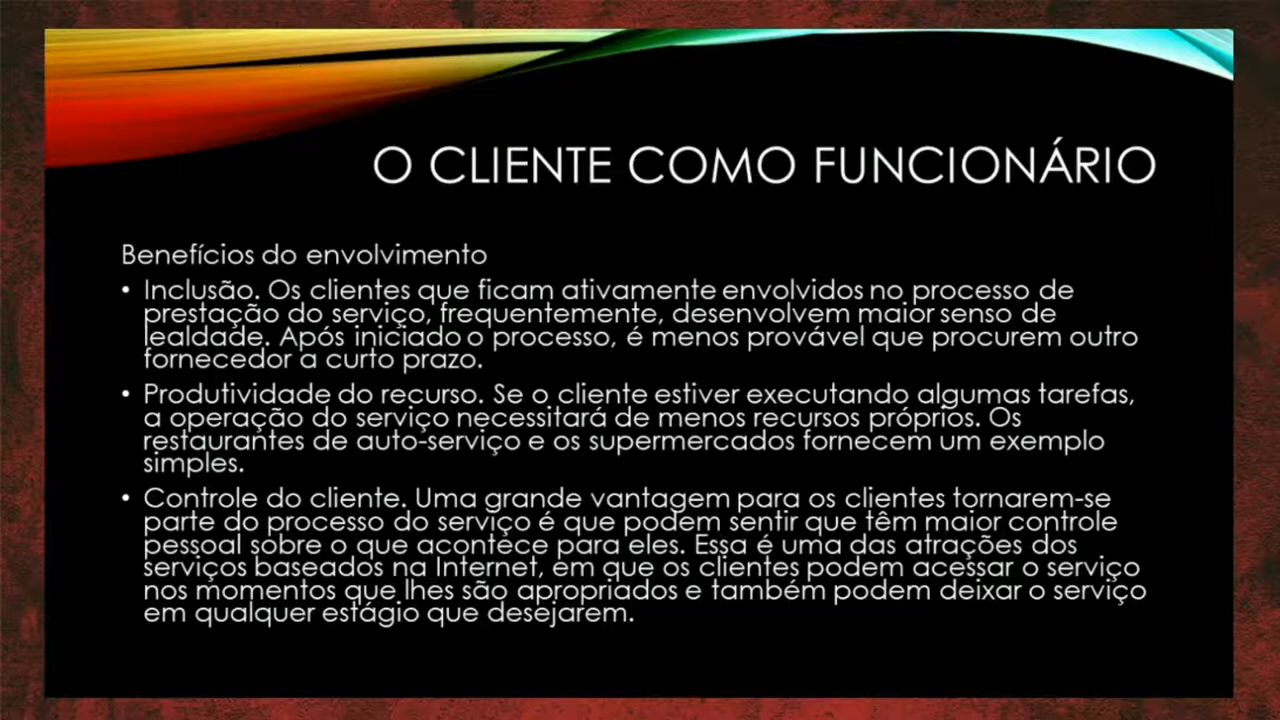 O CLIENTE COMO FUNCIONÁRIO
Benefícios do envolvimento
• Inclusão. Os clientes que ficam ativamente envolvidos no processo de
prestação do serviço, frequentemente, desenvolvem maior senso de
lealdade. Após iniciado o processo, é menos provável que procurem outro
fornecedor a curto prazo.
• Produtividade do recurso. Se o cliente estiver executando algumas tarefas,
a operação do serviço necessitará de menos recursos próprios. Os
restaurantes de auto-serviço e os supermercados fornecem um exemplo
simples.
• Controle do cliente. Uma grande vantagem para os clientes tornarem-se
parte do processo do serviço é que podem sentir que têm maior controle
pessoal sobre o que acontece para eles. Essa é uma das atrações dos
serviços baseados na Internet, em que os clientes podem acessar o serviço
nos momentos que lhes são apropriados e também podem deixar o serviço
em qualquer estágio que desejarem.